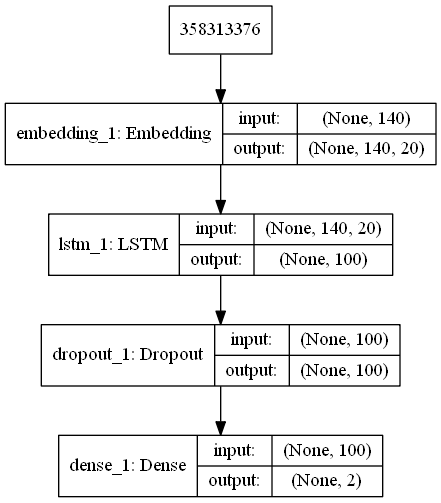 358313376
embedding_1: Embedding
input:
(None, 140)
output:
(None, 140, 20)
lstm_1: LSTM
input:
(None, 140, 20)
output:
(None, 100)
dropout_1: Dropout
input:
(None, 100)
output:
(None, 100)
dense_1: Dense
input:
(None, 100)
output:
(None, 2)